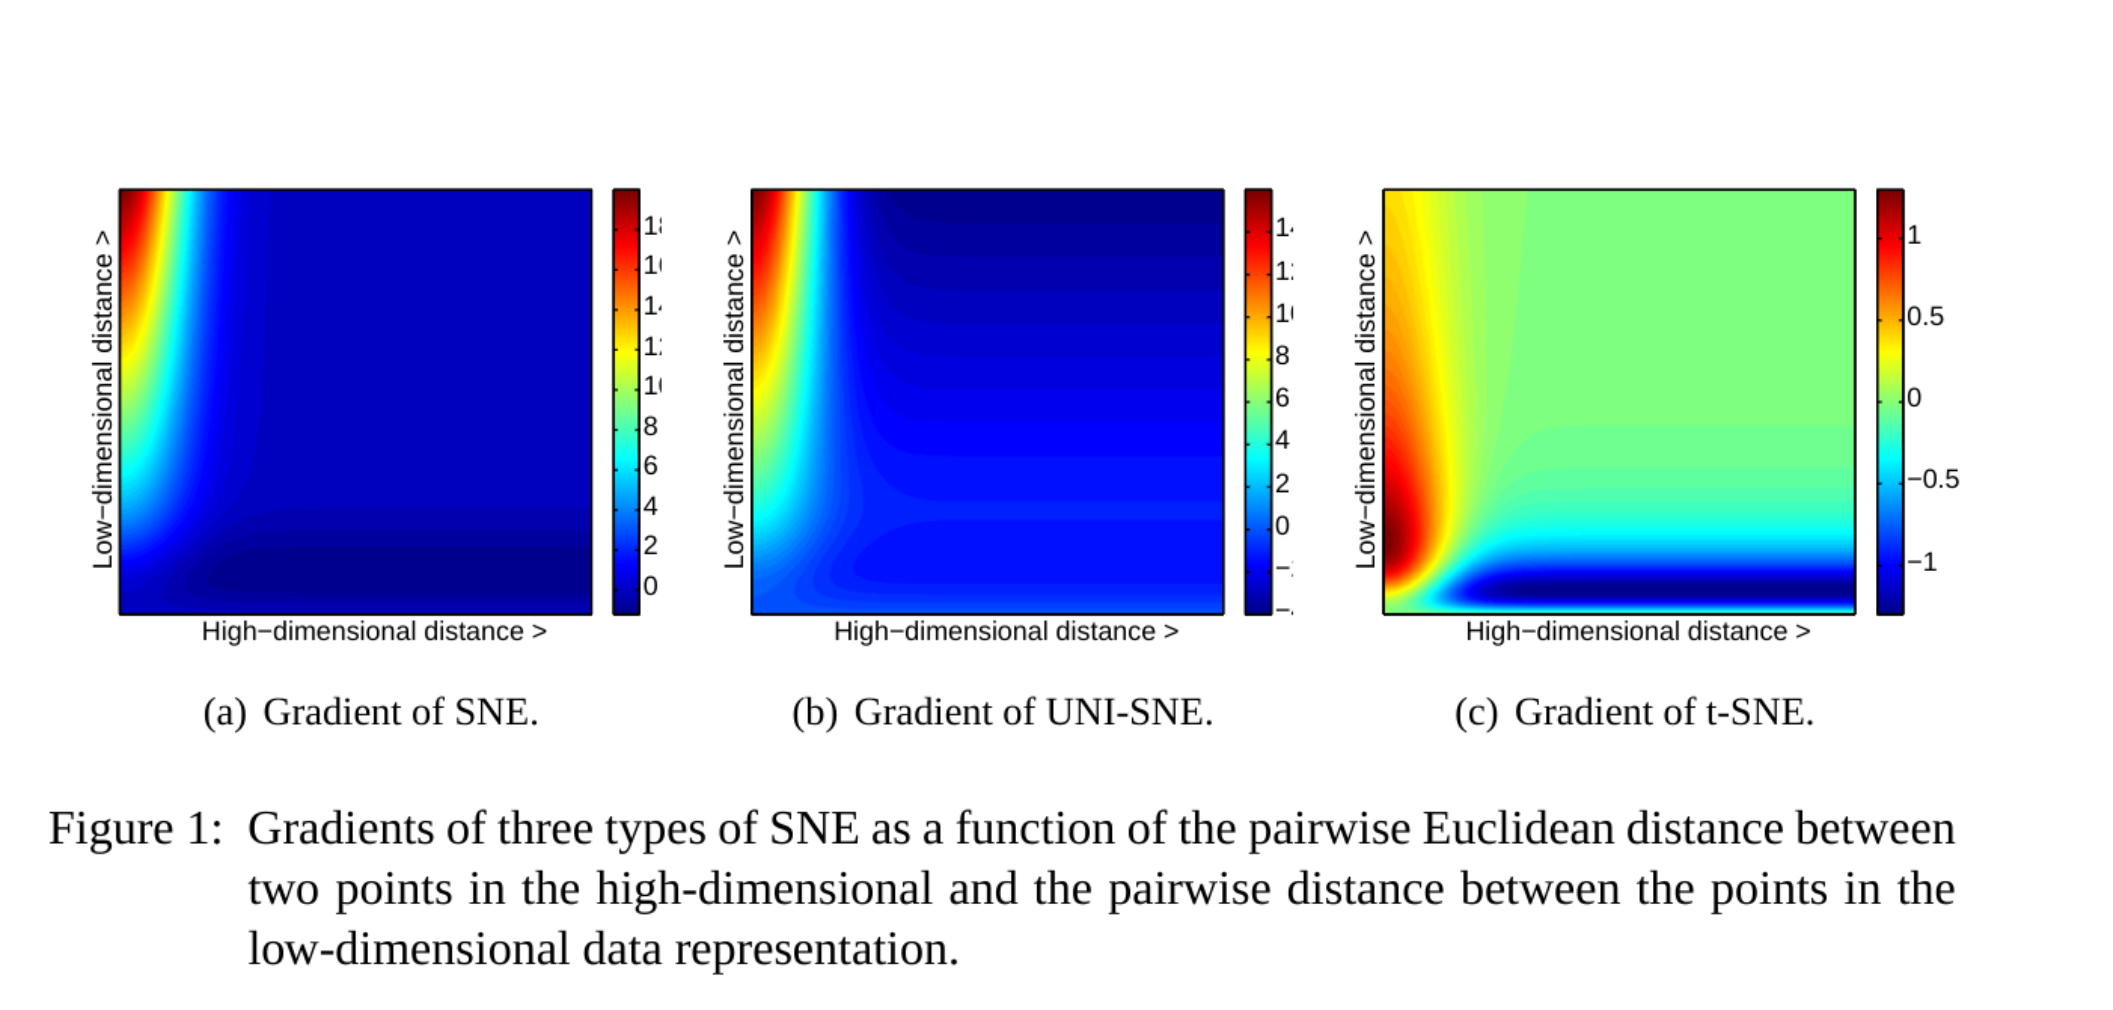 Low−dimensional distance >
8
6
4
2
0
High−dimensional distance >
(a) Gradient of SNE.
Low−dimensional distance >
8
6
4
2
0
High−dimensional distance >
(b) Gradient of UNI-SNE.
Low−dimensional distance >
1
0.5
0
−0.5
−1
High−dimensional distance >
(c) Gradient of t-SNE.
Figure 1: Gradients of three types of SNE as a function of the pairwise Euclidean distance between
two points in the high-dimensional and the pairwise distance between the points in the
low-dimensional data representation.